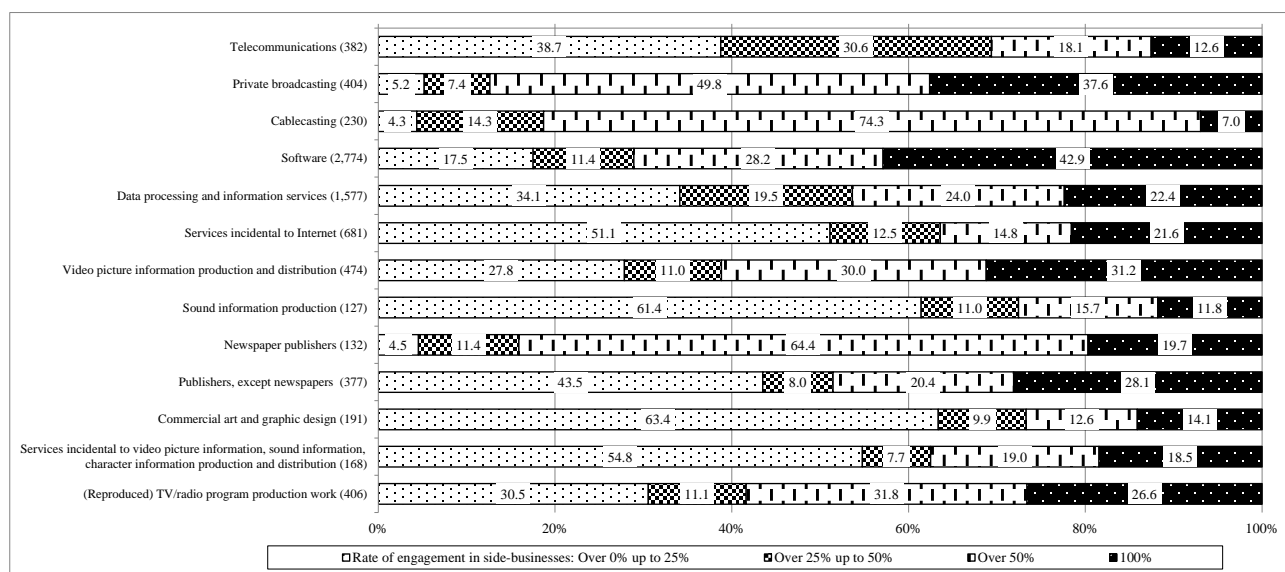 Telecommunications (382) 38.7 30.6 18.1 12.6
Private broadcasting (404) 5.2 7.4 49.8 37.6
Cablecasting (230) 4.3 14.3 74.3 7.0
Software (2,774) 17.5 11.4 28.2 42.9
Data processing and information services (1,577) 34.1 19.5 24.0 22.4
Services incidental to Internet (681) 51.1 12.5 14.8 21.6
Video picture information production and distribution (474) 27.8 11.0 30.0 31.2
Sound information production (127) 61.4 11.0 15.7 11.8
Newspaper publishers (132) 4.5 11.4 64.4 19.7
Publishers, except newspapers (377) 43.5 8.0 20.4 28.1
Commercial art and graphic design (191) 63.4 9.9 12.6 14.1
Services incidental to video picture information, sound information,
character information production and distribution (168) 54.8 7.7 19.0 18.5
(Reproduced) TV/radio program production work (406) 30.5 11.1 31.8 26.6
0% 20% 40% 60% 80% 100%
Rate of engagement in side-businesses: Over 0% up to 25% Over 25% up to 50% Over 50% 100%